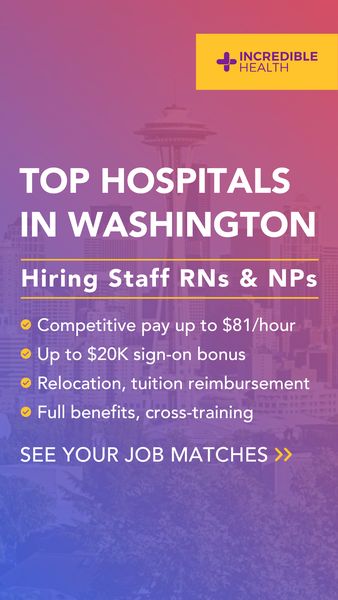 INCREDIBLE
HEALTH
TOP HOSPITALS
IN WASHINGTON
Hiring Staff RNs & NPs
Competitive pay up to $81/hour
Up to $20K sign-on bonus
Relocation, tuition reimbursement
Full benefits, cross-training
SEE YOUR JOB MATCHES >>